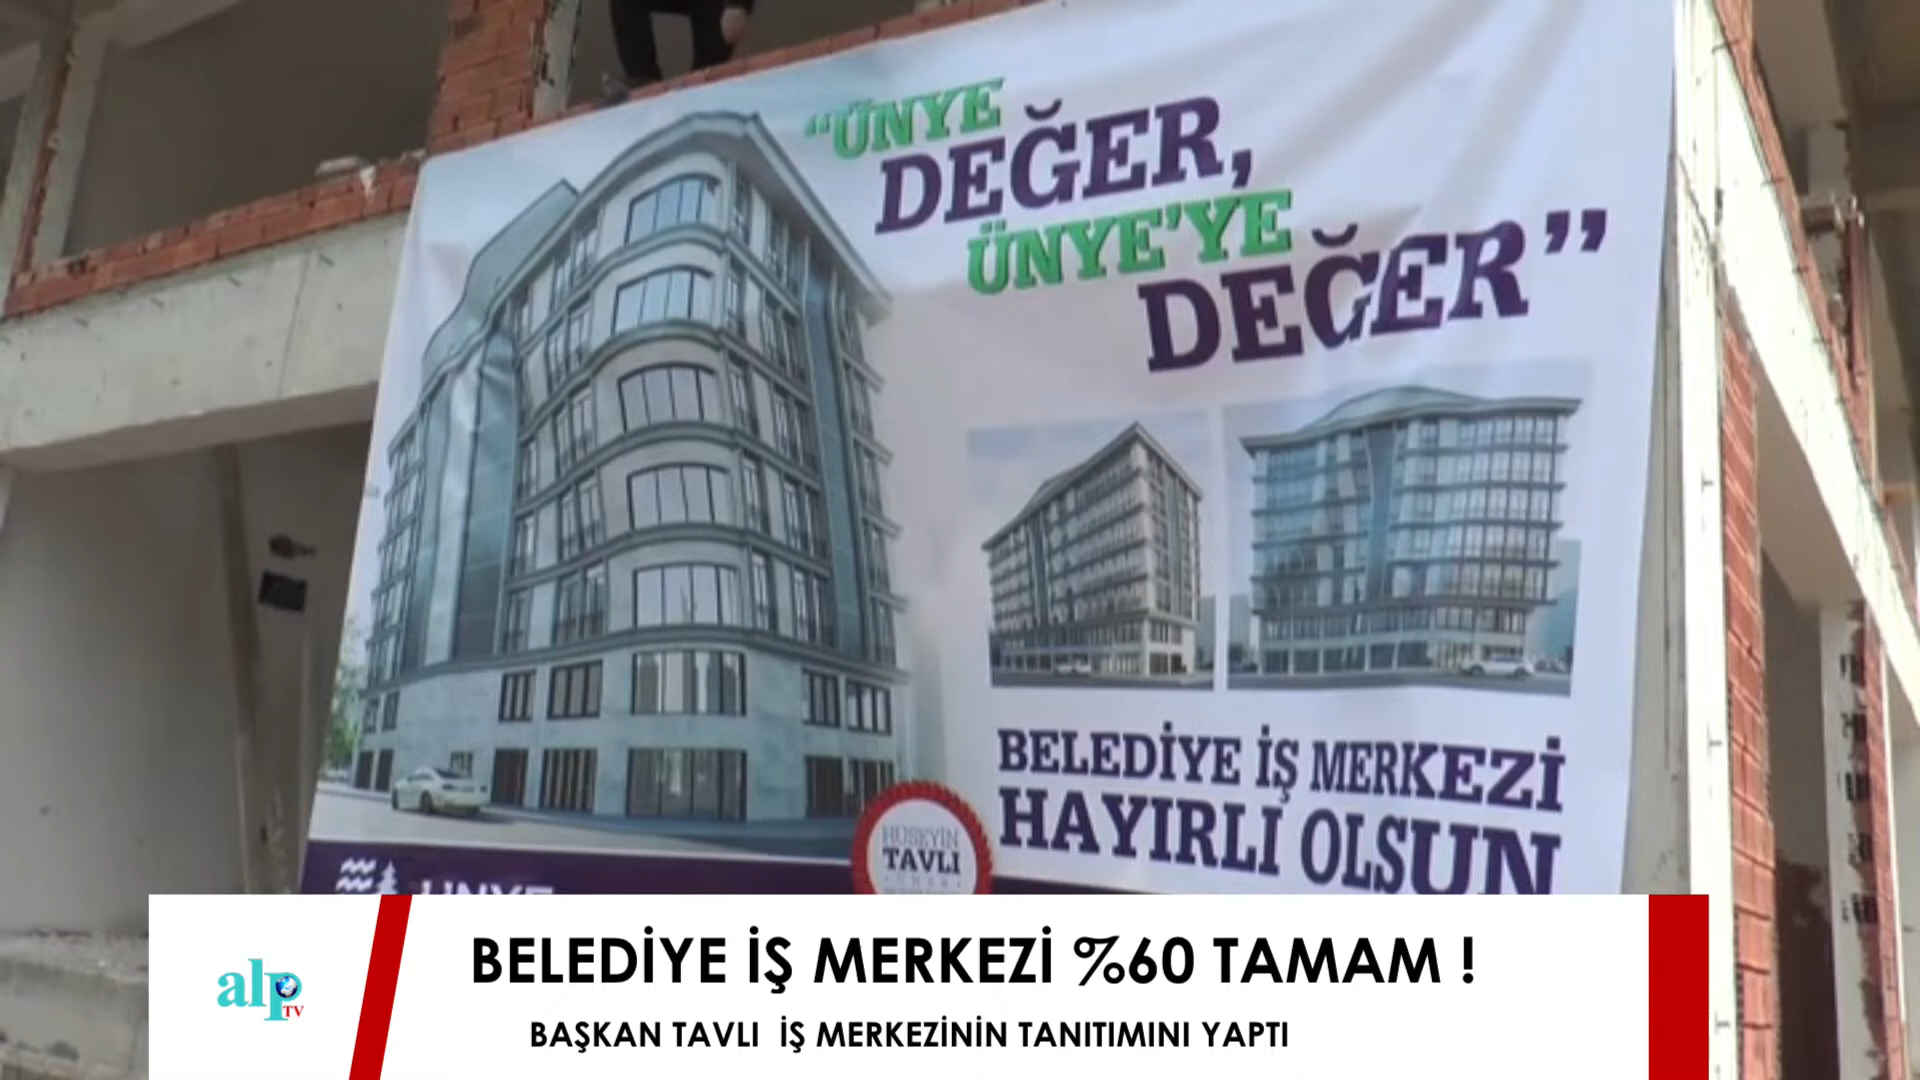 “ÜNYE
DEĞER,
ÜNYE’YE
DEĞER”
BELEDİYE İŞ MERKEZİ
HAYIRLI OLSUN
HÜSEYİN
TAVLI
ÜNYE
alp
TV
BELEDİYE İŞ MERKEZİ %60 TAMAM !
BAŞKAN TAVLI İŞ MERKEZİNİN TANITIMINI YAPTI